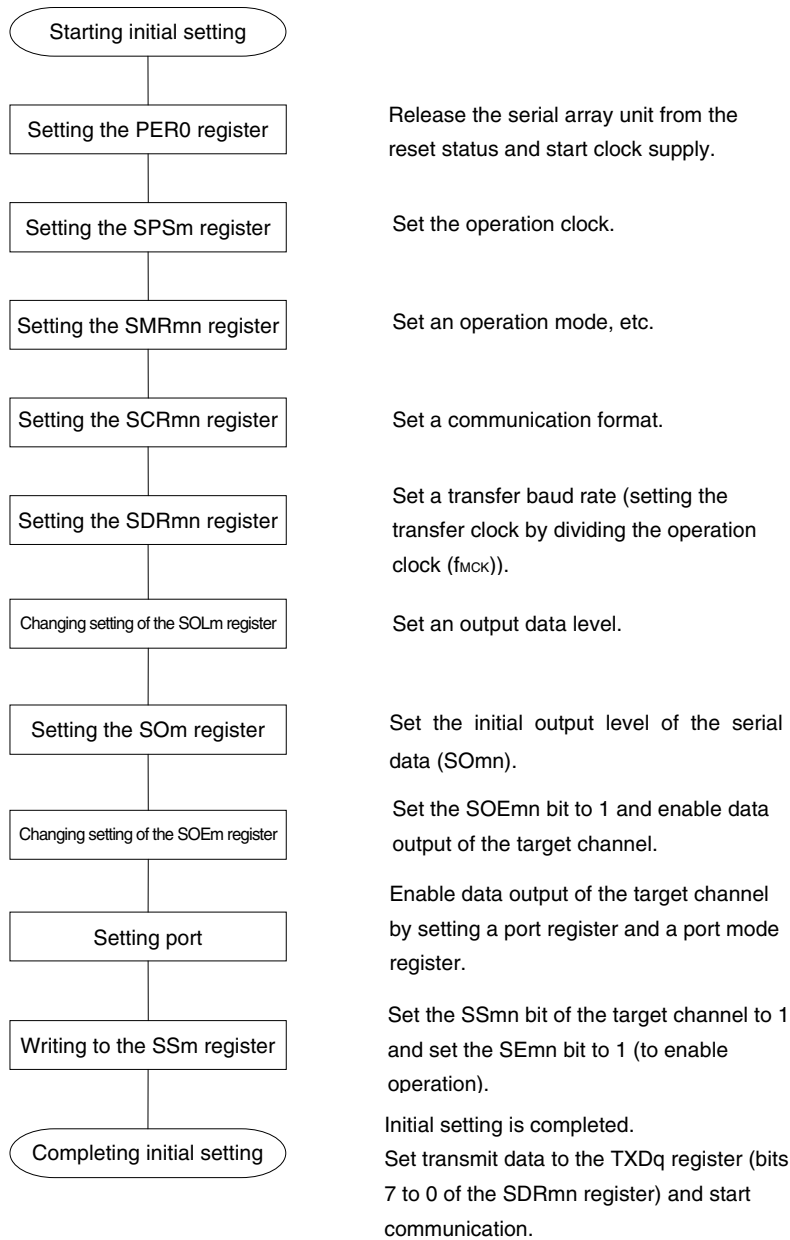 Starting initial setting
Setting the PER0 register
Release the serial array unit from the
reset status and start clock supply.
Setting the SPSm register
Set the operation clock.
Setting the SMRmn register
Set an operation mode, etc.
Setting the SCRmn register
Set a communication format.
Setting the SDRmn register
Set a transfer baud rate (setting the
transfer clock by dividing the operation
clock (fMCK)).
Changing setting of the SOLm register
Set an output data level.
Setting the SOm register
Set the initial output level of the serial
data (SOmn).
Changing setting of the SOEm register
Set the SOEmn bit to 1 and enable data
output of the target channel.
Setting port
Enable data output of the target channel
by setting a port register and a port mode
register.
Writing to the SSm register
Set the SSmn bit of the target channel to 1
and set the SEmn bit to 1 (to enable
operation).
Completing initial setting
Initial setting is completed.
Set transmit data to the TXDq register (bits
7 to 0 of the SDRmn register) and start
communication.